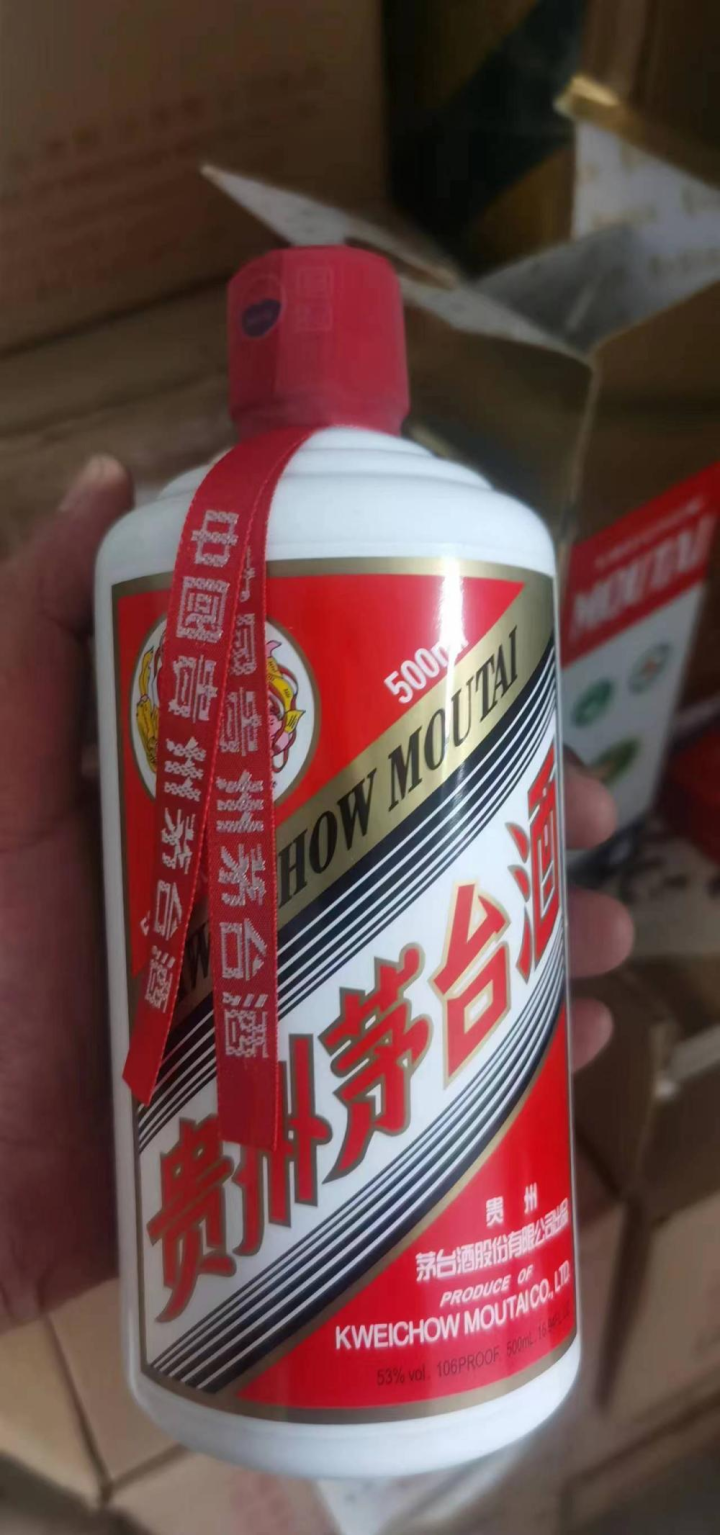 中國贵州茅台酒
中國贵州茅台酒
500ml
HOW MOUTAI
贵州茅台酒
贵 州
茅台酒股份有限公司出品
PRODUCE OF
KWEICHOW MOUTAI CO., LTD.
53% vol. 106PROOF. 500mL.
MOUTAI